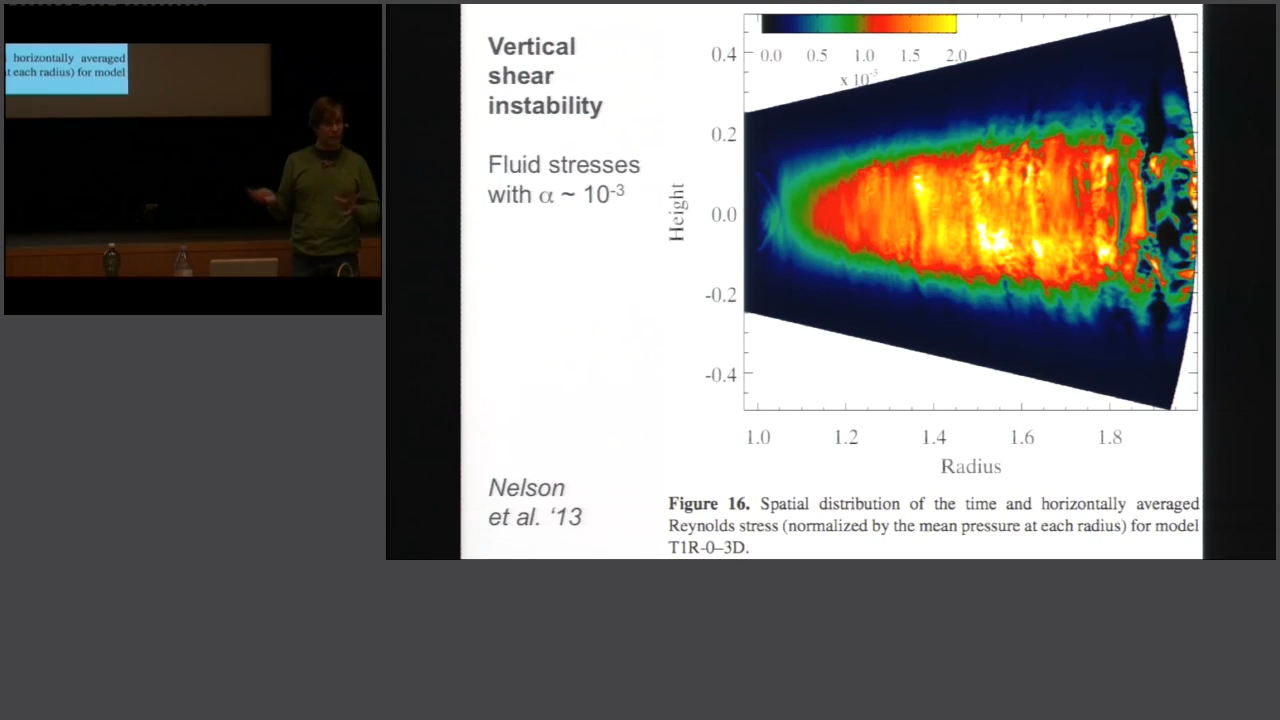 horizontally averaged
at each radius) for model
Vertical
shear
instability
Fluid stresses
with α ~ 10-3
Nelson
et al. ‘13
0.0 0.5 1.0 1.5 2.0
x 10-3
0.4
0.2
0.0
-0.2
-0.4
Height
1.0 1.2 1.4 1.6 1.8
Radius
Figure 16. Spatial distribution of the time and horizontally averaged
Reynolds stress (normalized by the mean pressure at each radius) for model
T1R-0–3D.